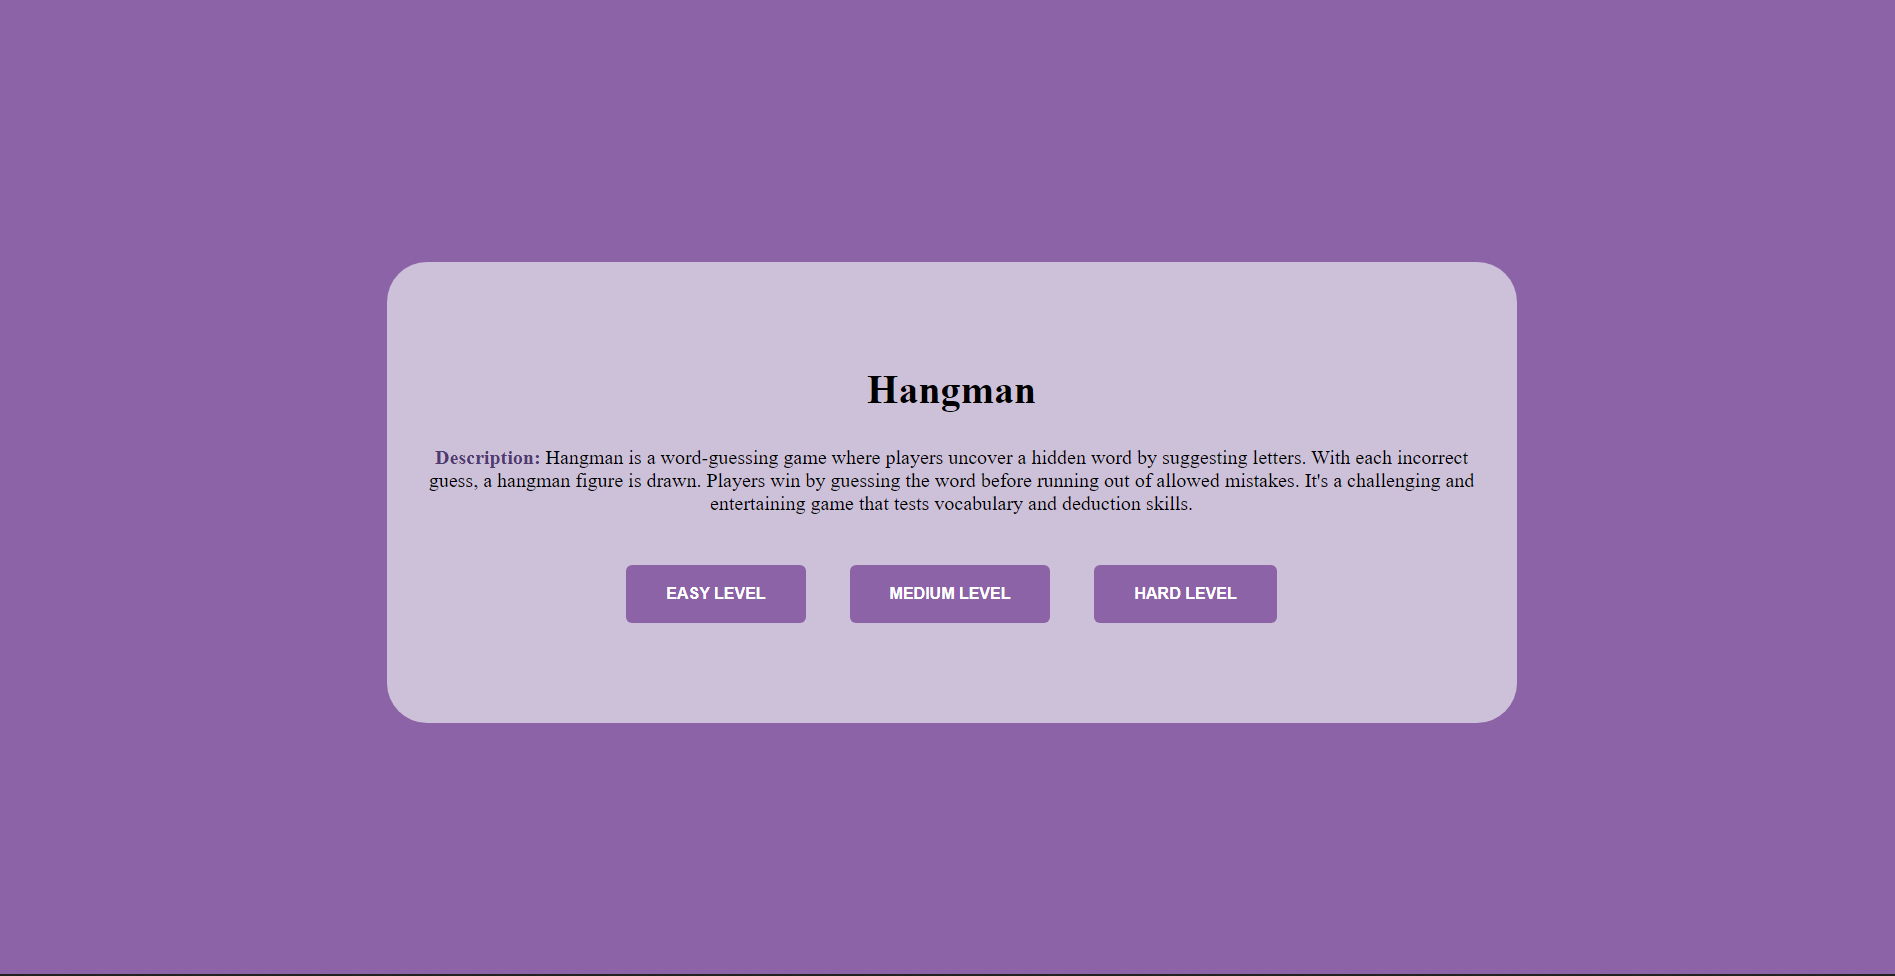 Hangman
Description: Hangman is a word-guessing game where players uncover a hidden word by suggesting letters. With each incorrect
guess, a hangman figure is drawn. Players win by guessing the word before running out of allowed mistakes. It's a challenging and
entertaining game that tests vocabulary and deduction skills.
EASY LEVEL
MEDIUM LEVEL
HARD LEVEL